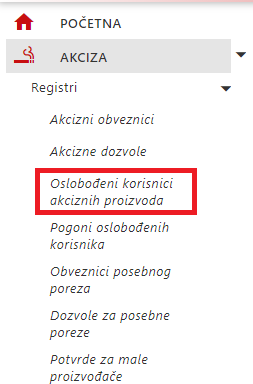 POČETNA
AKCIZA
Registri
Akcizni obveznici
Akcizne dozvole
Oslobođeni korisnici
akciznih proizvoda
Pogoni oslobođenih
korisnika
Obveznici posebnog
poreza
Dozvole za posebne
poreze
Potvrde za male
proizvođače